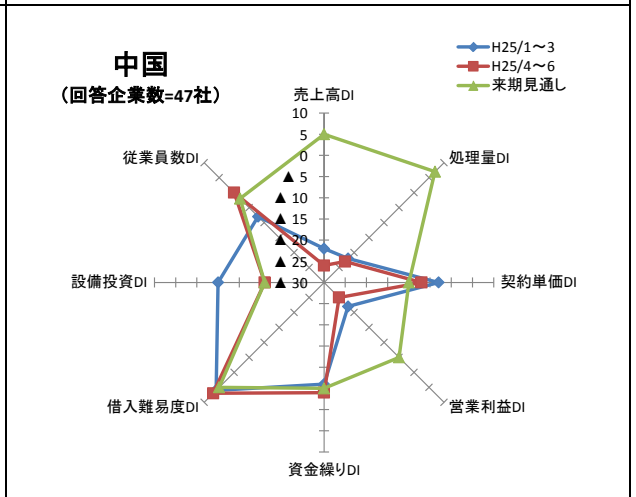 中国
(回答企業数=47社)
H25/1～3
H25/4～6
来期見通し
売上高DI
処理量DI
契約単価DI
営業利益DI
資金繰りDI
借入難易度DI
設備投資DI
従業員数DI
10
5
0
▲ 5
▲ 10
▲ 15
▲ 20
▲ 25
▲ 30